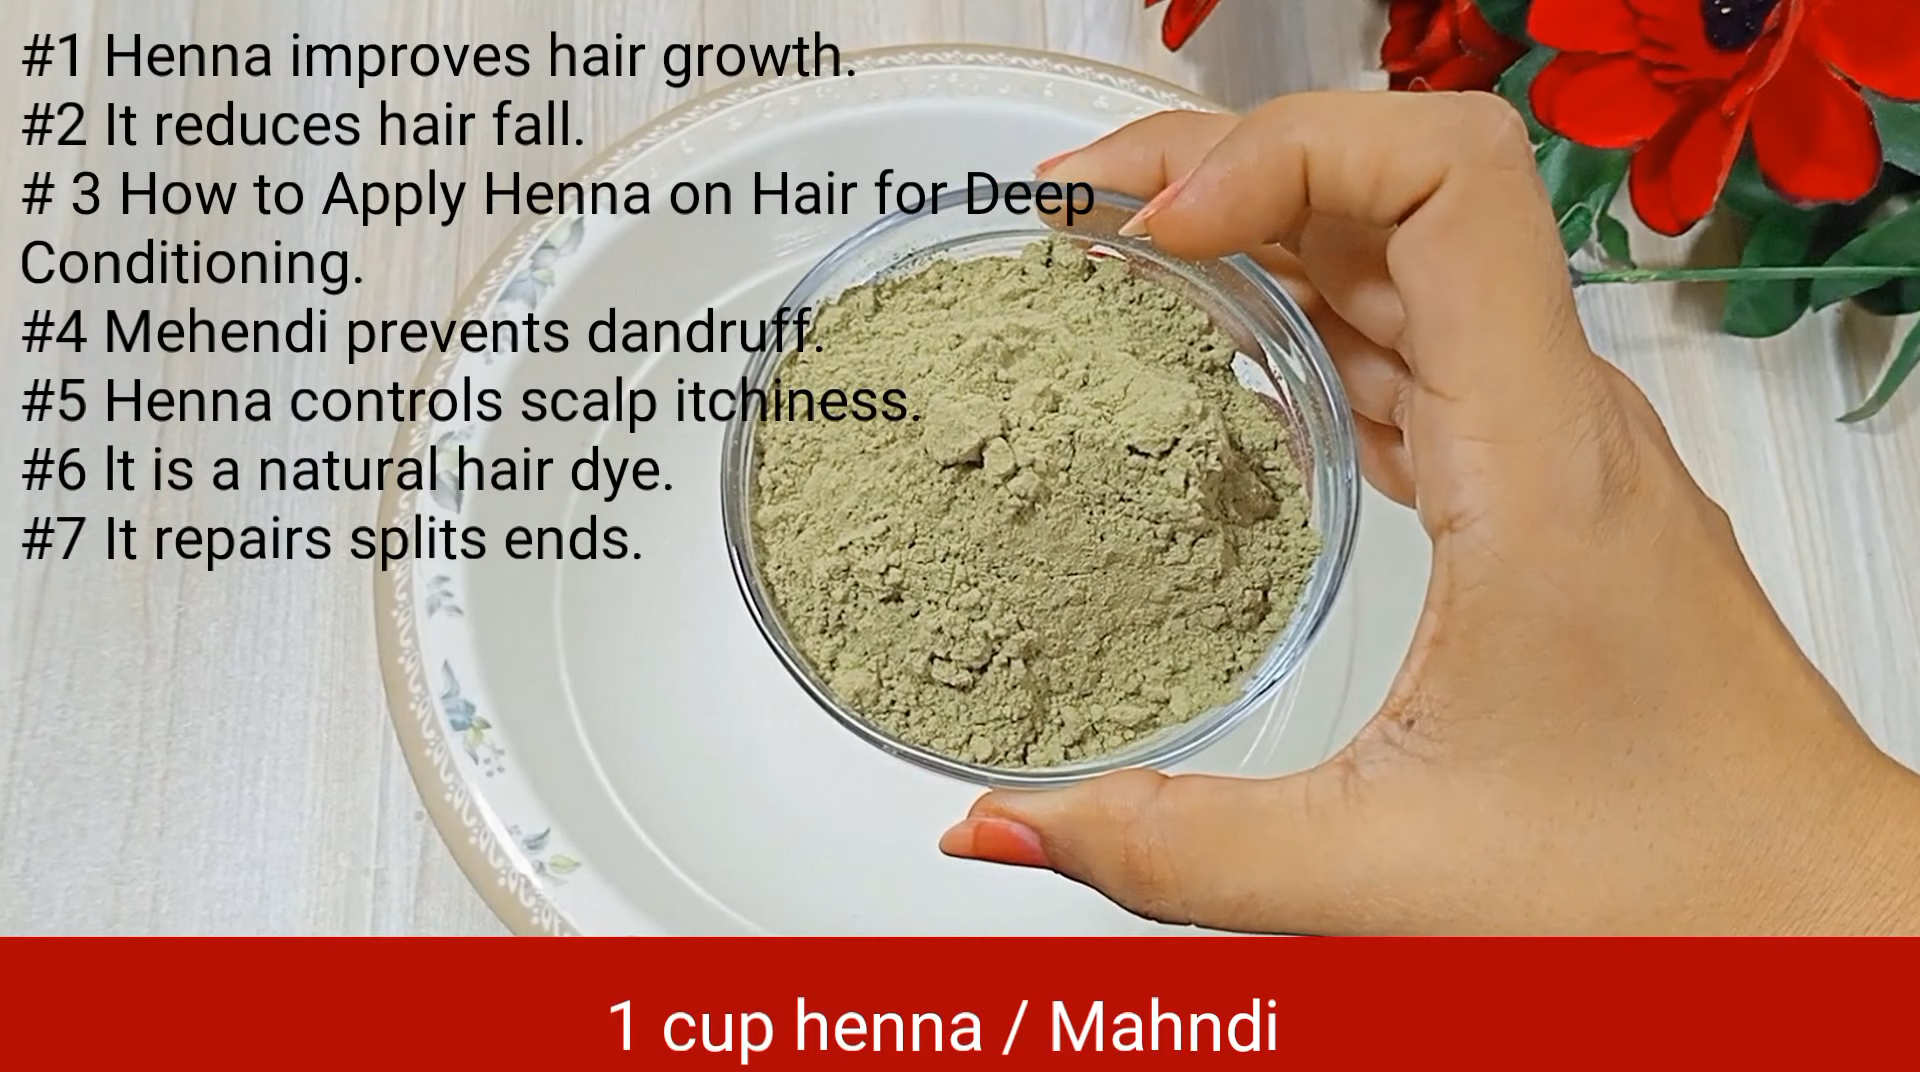 #1 Henna improves hair growth.
#2 It reduces hair fall.
# 3 How to Apply Henna on Hair for Deep
Conditioning.
#4 Mehendi prevents dandruff.
#5 Henna controls scalp itchiness.
#6 It is a natural hair dye.
#7 It repairs splits ends.
1 cup henna / Mahndi